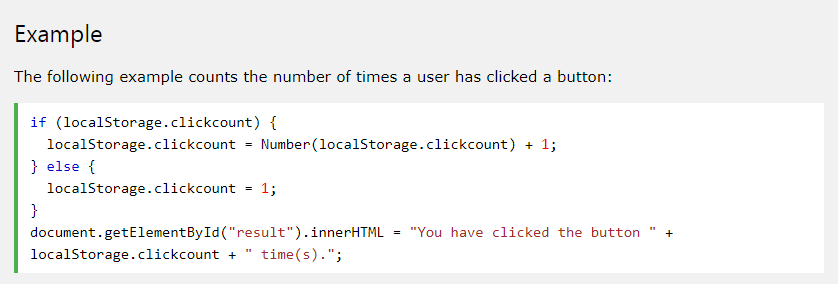 Example
The following example counts the number of times a user has clicked a button:
if (localStorage.clickcount) {
  localStorage.clickcount = Number(localStorage.clickcount) + 1;
} else {
  localStorage.clickcount = 1;
}
document.getElementById("result").innerHTML = "You have clicked the button " +
localStorage.clickcount + " time(s).";